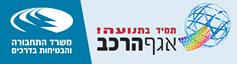 תמיד בתנועה!
אגף הרכב
משרד התחבורה
והבטיחות בדרכים